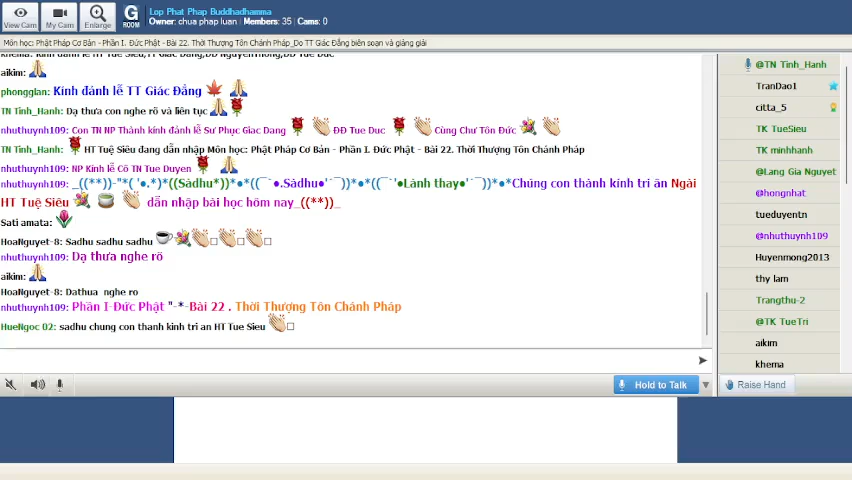 View Cam
My Cam
Enlarge
G
ROOM
Lop Phat Phap Buddhadhamma
Owner: chua phap luan | Members: 35 | Cams: 0
Môn học: Phật Pháp Cơ Bản - Phần I. Đức Phật - Bài 22. Thời Thượng Tôn Chánh Pháp_Do TT Giác Đẳng biên soạn và giảng giải
aikim:
phongglan: Kính đảnh lễ TT Giác Đẳng
TN Tinh_Hanh: Dạ thưa con nghe rõ và liên tục
nhuthuynh109: Con TN NP Thành kính đảnh lễ Sư Phục Giac Dang ĐĐ Tue Duc Cùng Chư Tôn Đức
TN Tinh_Hanh: HT Tuệ Siêu đang dẫn nhập Môn học: Phật Pháp Cơ Bản - Phần I. Đức Phật - Bài 22. Thời Thượng Tôn Chánh Pháp
nhuthuynh109: NP Kính lễ Cô TN Tue Duyen
nhuthuynh109: _((**))-"*( '●.*)*((Sàdhu*))*●*((¯`●.Sàdhu●'´¯))*●*((¯`'●Lành thay●'´¯))*●*Chúng con thành kính tri ân Ngài
HT Tuệ Siêu dẫn nhập bài học hôm nay_((**))_
Sati amata:
HoaNguyet-8: Sadhu sadhu sadhu
nhuthuynh109: Dạ thưa nghe rõ
aikim:
HoaNguyet-8: Dathua nghe ro
nhuthuynh109: Phần I-Đức Phật "-*-Bài 22 . Thời Thượng Tôn Chánh Pháp
HueNgoc 02: sadhu chung con thanh kinh tri an HT Tue Sieu
Hold to Talk
@TN Tinh_Hanh
TranDao1
citta_5
TK TueSieu
TK minhhanh
@Lang Gia Nguyet
@hongnhat
tueduyentn
@nhuthuynh109
Huyenmong2013
thy lam
Trangthu-2
@TK TueTri
aikim
khema
Raise Hand